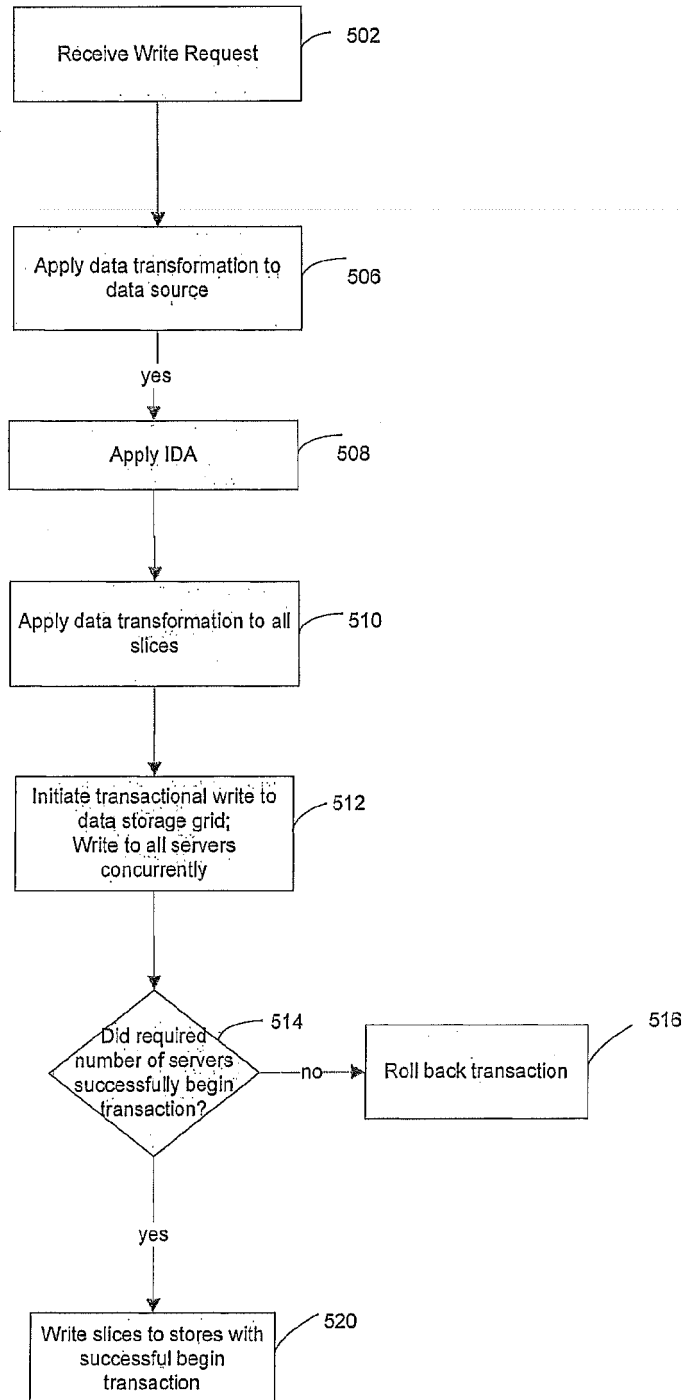 Receive Write Request
502
Apply data transformation to
data source
506
yes
Apply IDA
508
Apply data transformation to all
slices
510
Initiate transactional write to
data storage grid;
Write to all servers
concurrently
512
Did required
number of servers
successfully begin
transaction?
514
no
Roll back transaction
516
yes
Write slices to stores with
successful begin
transaction
520